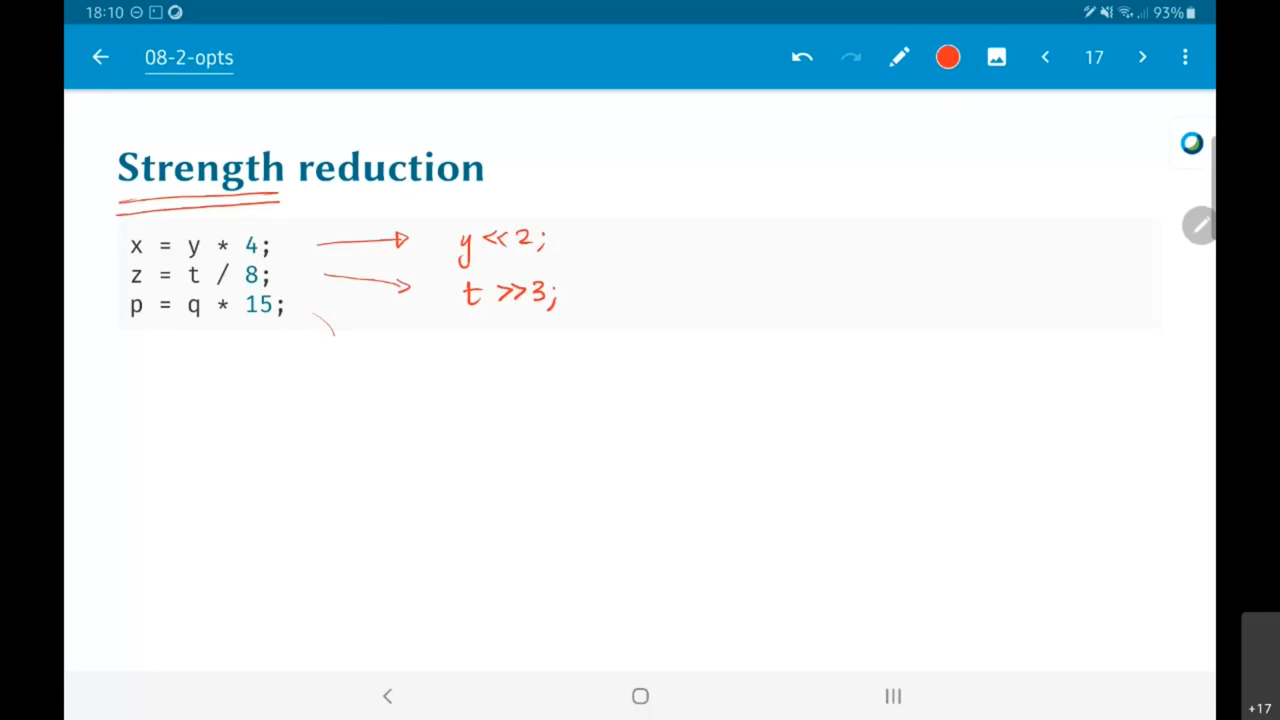 18:10
93%
08-2-opts
17
Strength reduction
x = y * 4;
y << 2;
z = t / 8;
t >> 3;
p = q * 15;
+17